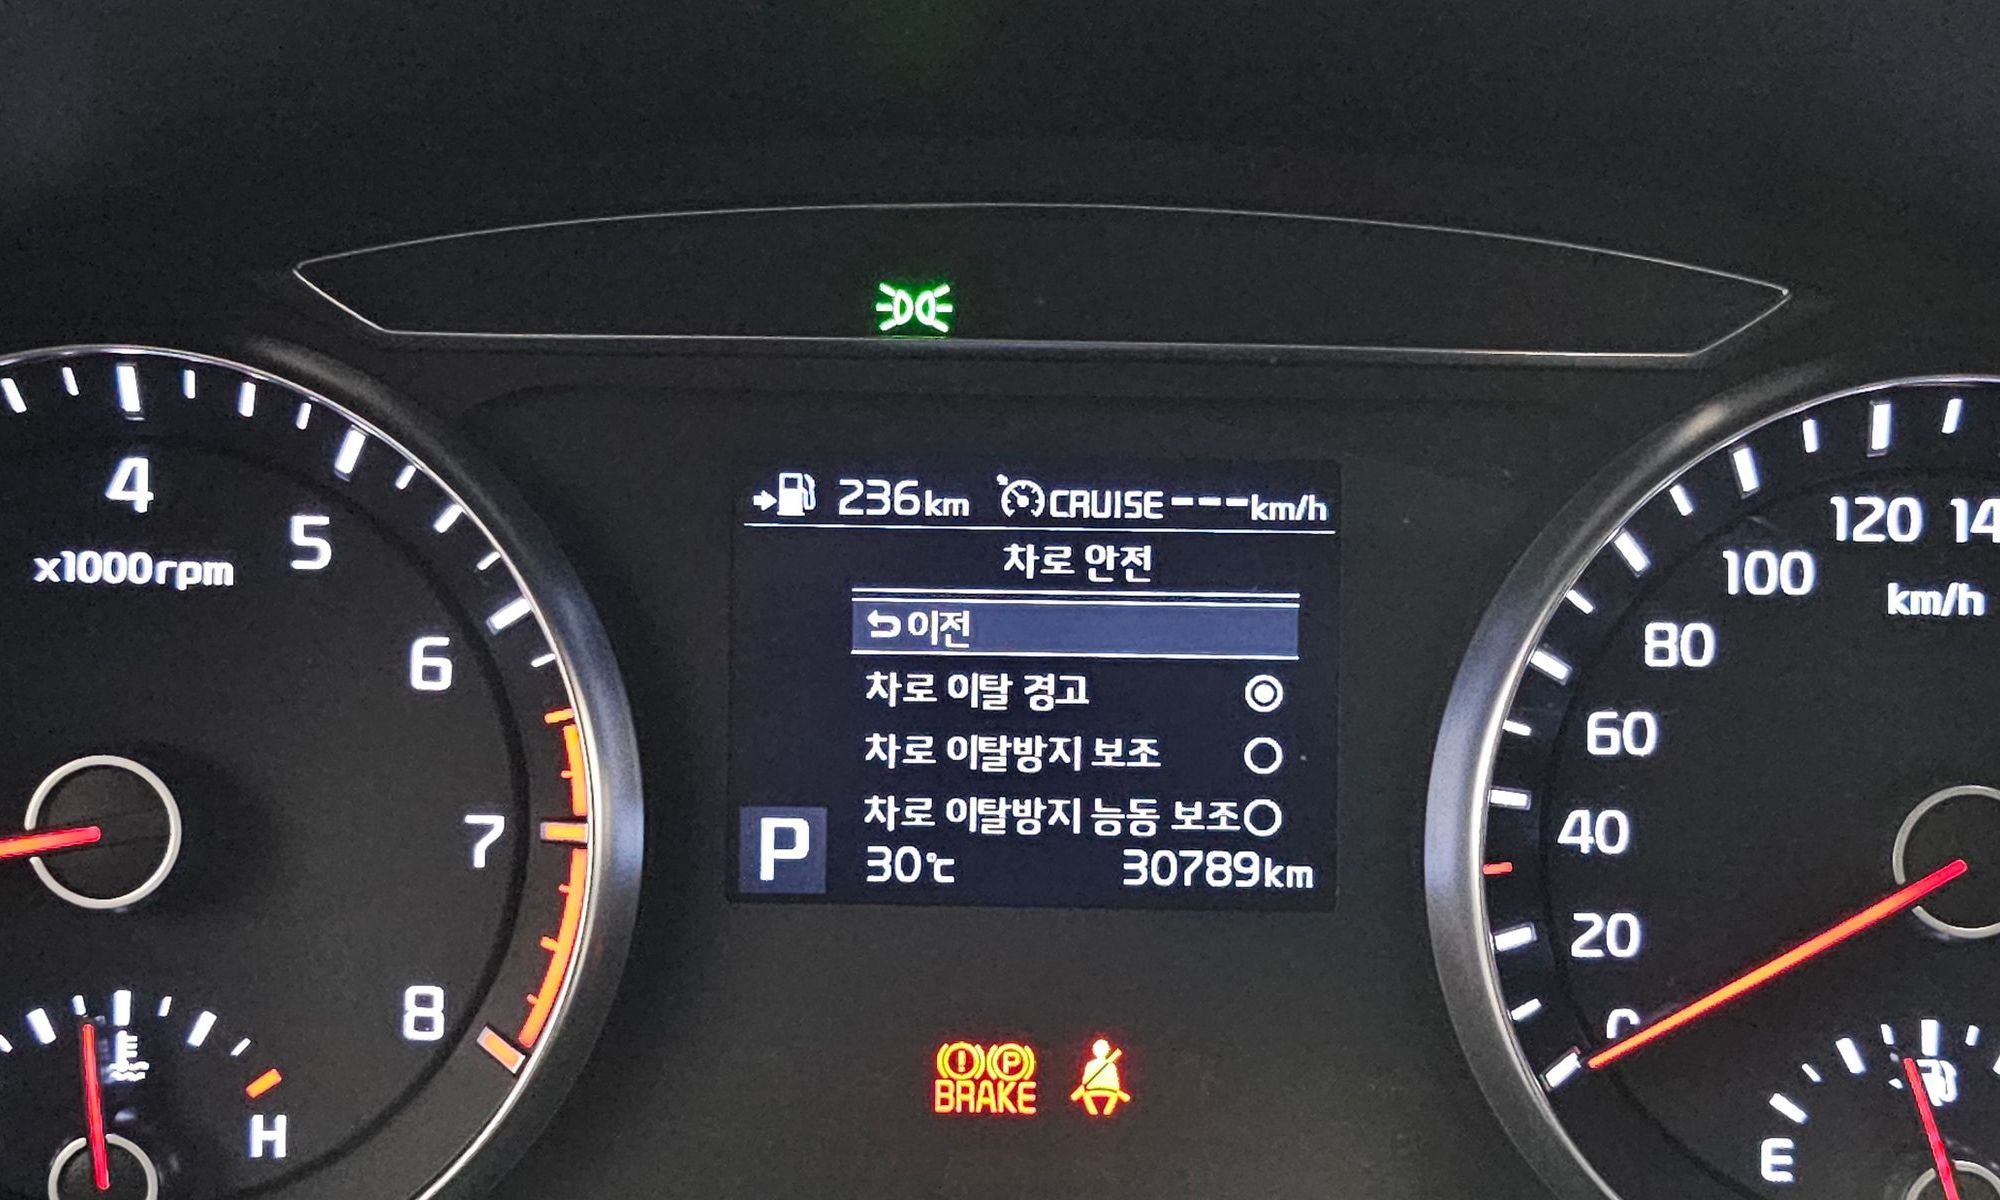 4
x1000rpm
5
6
7
8
H
236km CRUISE---km/h
차로 안전
이전
차로 이탈 경고
차로 이탈방지 보조
차로 이탈방지 능동 보조
P 30℃ 30789km
BRAKE
P
120
100
km/h
80
60
40
20
0
E